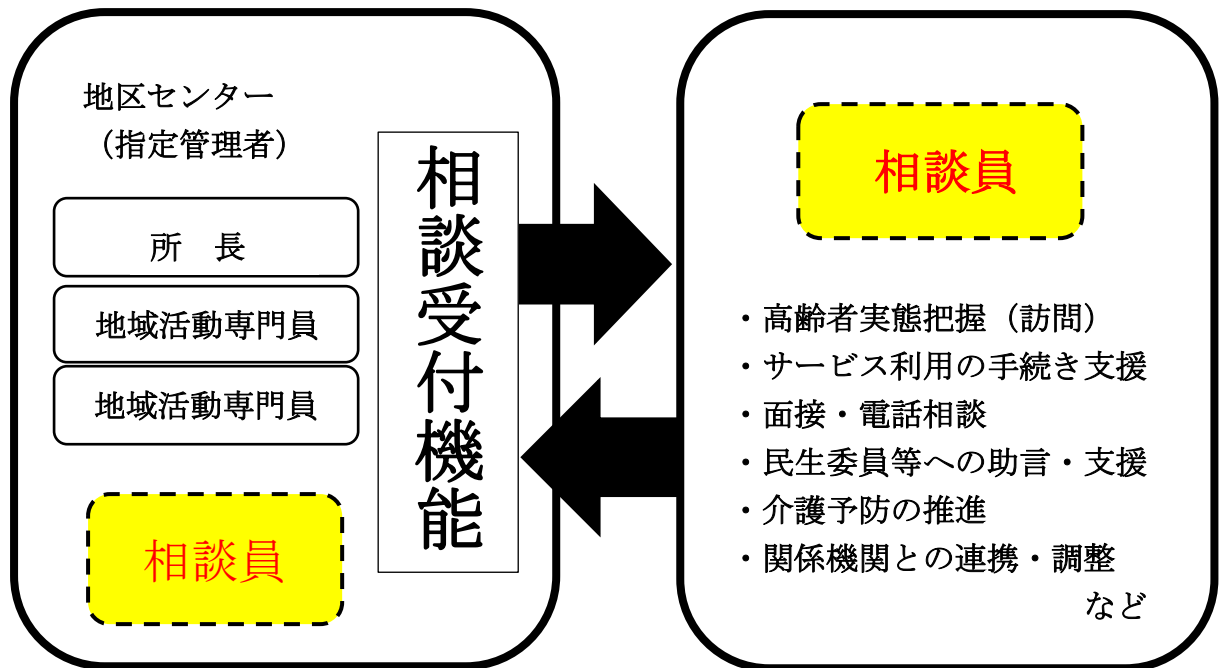 地区センター
（指定管理者）
所　長
地域活動専門員
地域活動専門員
相談員
相談受付機能
相談員
・高齢者実態把握（訪問）
・サービス利用の手続き支援
・面接・電話相談
・民生委員等への助言・支援
・介護予防の推進
・関係機関との連携・調整
など